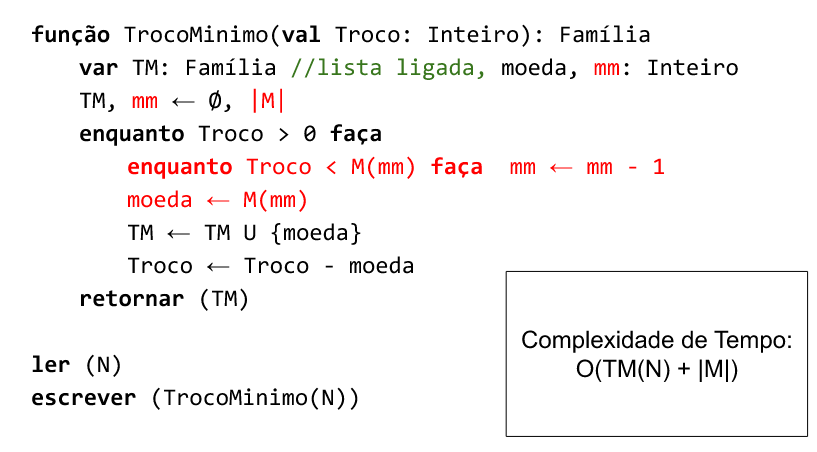 função TrocoMinimo(val Troco: Inteiro): Família
var TM: Família //lista ligada, moeda, mm: Inteiro
TM, mm ← Ø, |M|
enquanto Troco > 0 faça
enquanto Troco < M(mm) faça mm ← mm - 1
moeda ← M(mm)
TM ← TM U {moeda}
Troco ← Troco - moeda
retornar (TM)
ler (N)
escrever (TrocoMinimo(N))
Complexidade de Tempo:
O(TM(N) + |M|)